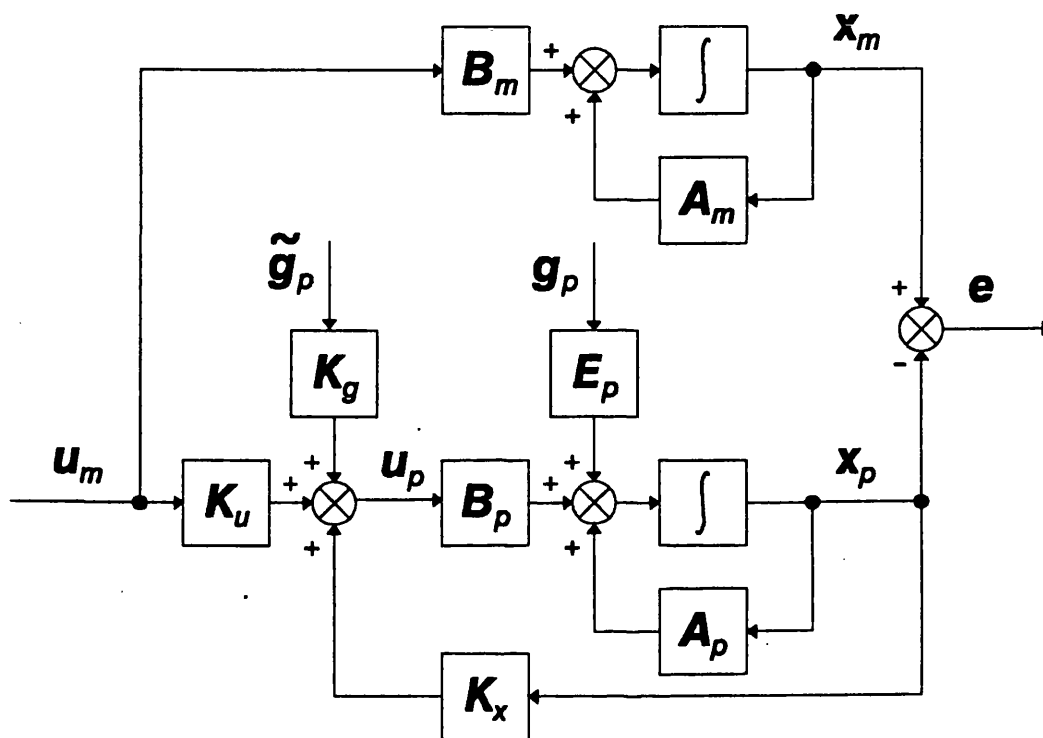 x_m
B_m + ∫
+
A_m
g̃_p g_p + e
K_g E_p -
+ +
u_m K_u + u_p B_p + ∫ x_p
+ +
A_p
K_x